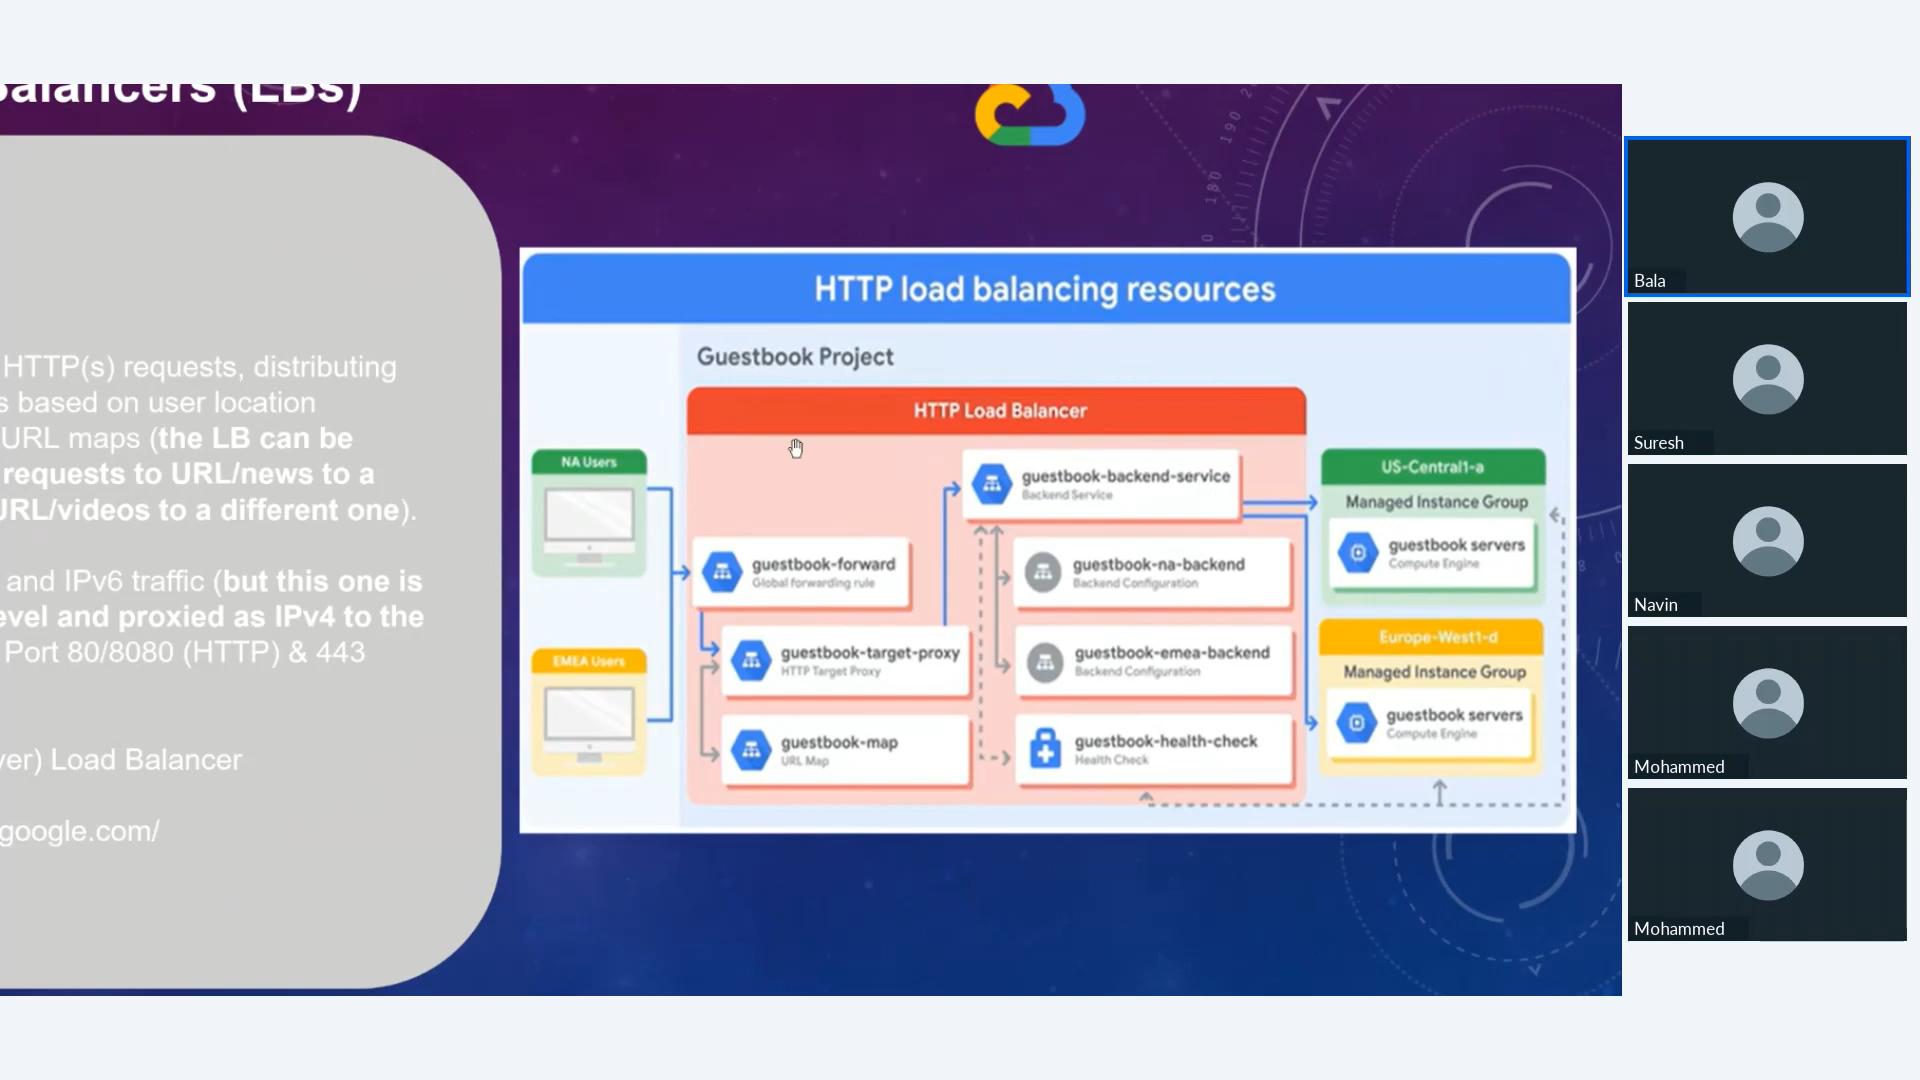 Balancers (LBs)
HTTP(s) requests, distributing
s based on user location
URL maps (the LB can be
requests to URL/news to a
URL/videos to a different one).
and IPv6 traffic (but this one is
evel and proxied as IPv4 to the
Port 80/8080 (HTTP) & 443
ver) Load Balancer
google.com/
HTTP load balancing resources
Guestbook Project
HTTP Load Balancer
NA Users
EMEA Users
guestbook-forward
Global forwarding rule
guestbook-target-proxy
HTTP Target Proxy
guestbook-map
URL Map
guestbook-backend-service
Backend Service
guestbook-na-backend
Backend Configuration
guestbook-emea-backend
Backend Configuration
guestbook-health-check
Health Check
US-Central1-a
Managed Instance Group
guestbook servers
Compute Engine
Europe-West1-d
Managed Instance Group
guestbook servers
Compute Engine
180
190
Bala
Suresh
Navin
Mohammed
Mohammed